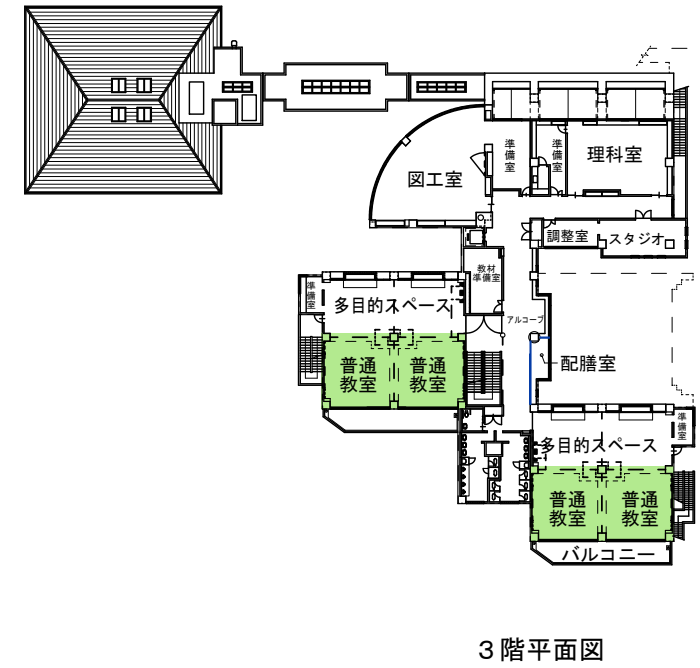 準備室
準備室
理科室
図工室
調整室
スタジオ
教材
準備室
準備室
多目的スペース
アルコーブ
普通
教室
普通
教室
配膳室
準備室
多目的スペース
普通
教室
普通
教室
バルコニー
3階平面図